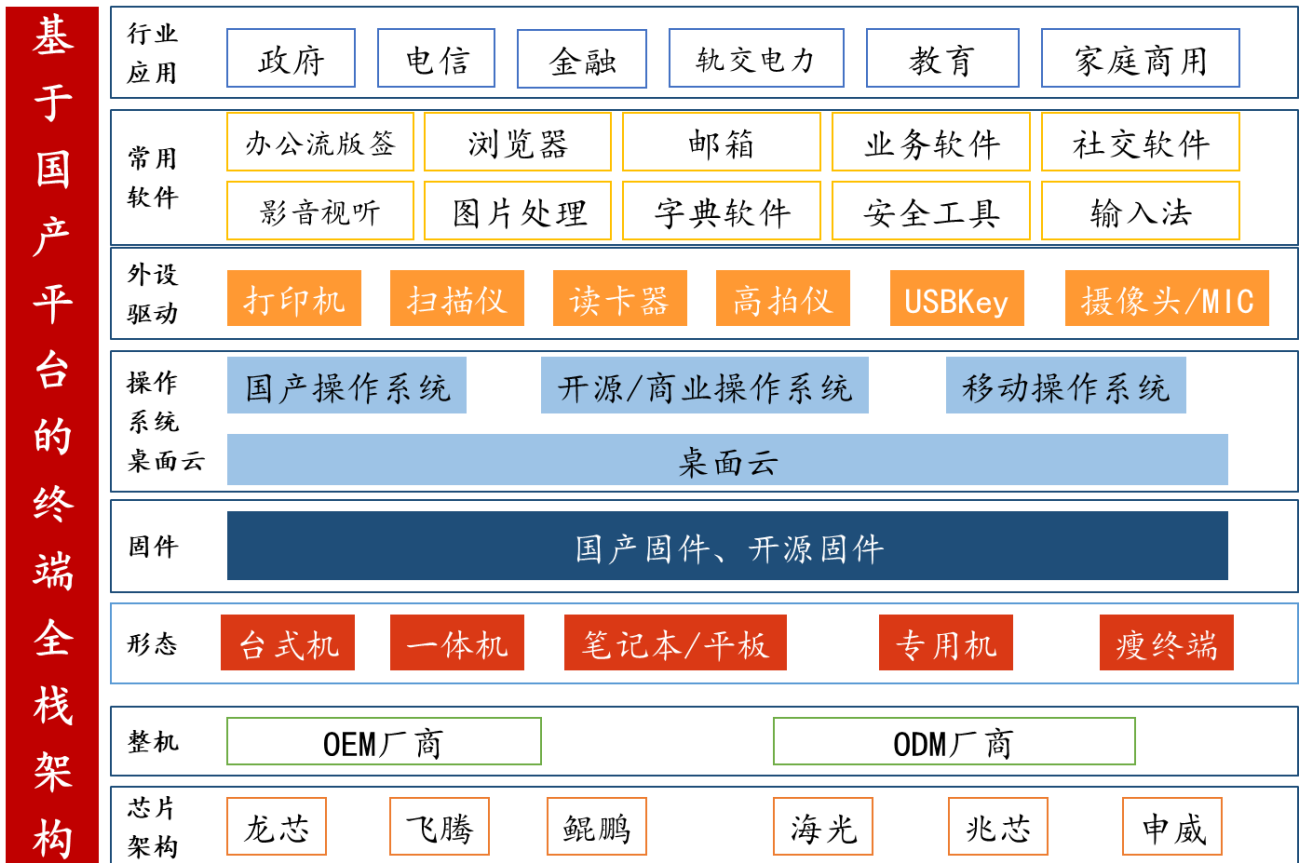 基于国产平台的终端全栈架构
行业应用
政府 电信 金融 轨交电力 教育 家庭商用
常用软件
办公流版签 浏览器 邮箱 业务软件 社交软件
影音视听 图片处理 字典软件 安全工具 输入法
外设驱动
打印机 扫描仪 读卡器 高拍仪 USBKey 摄像头/MIC
操作系统桌面云
国产操作系统 开源/商业操作系统 移动操作系统
桌面云
固件
国产固件、开源固件
形态
台式机 一体机 笔记本/平板 专用机 瘦终端
整机
OEM厂商 ODM厂商
芯片架构
龙芯 飞腾 鲲鹏 海光 兆芯 申威